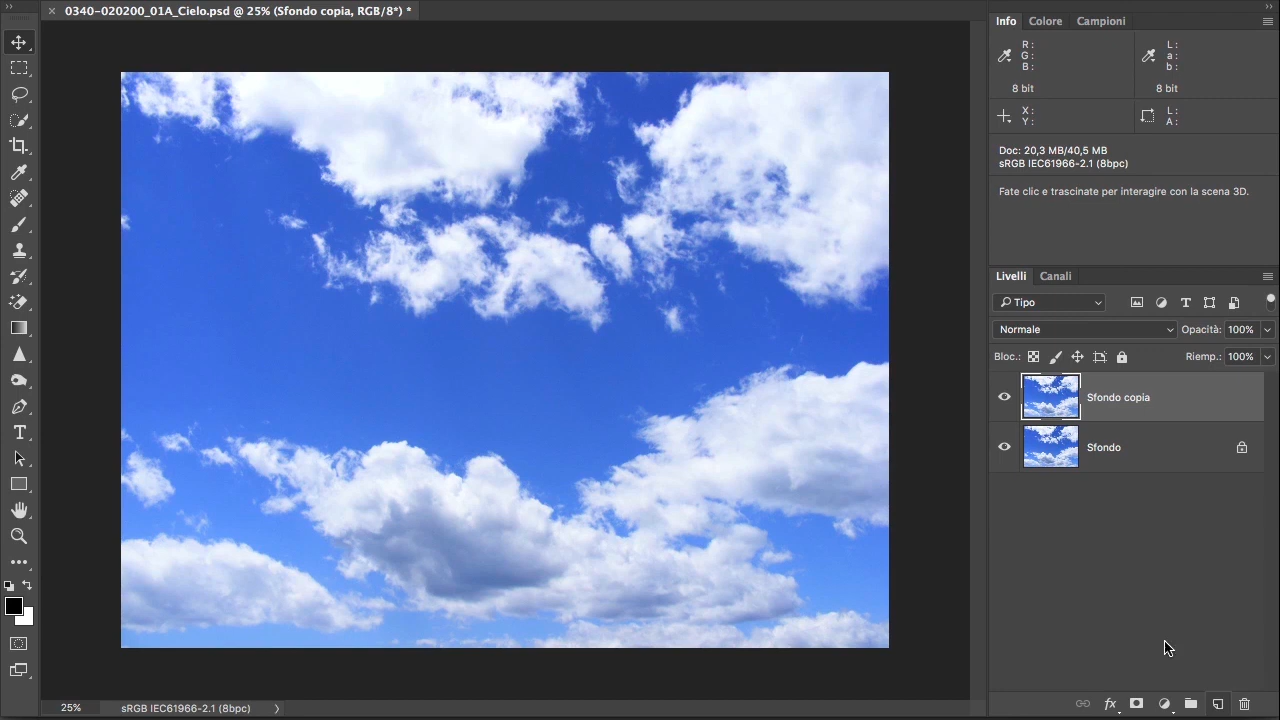 0340-020200_01A_Cielo.psd @ 25% (Sfondo copia, RGB/8*) *
Info Colore Campioni
R: L:
G: a:
B: b:
8 bit 8 bit
X: L:
Y: A:
Doc: 20,3 MB/40,5 MB
sRGB IEC61966-2.1 (8bpc)
Fate clic e trascinate per interagire con la scena 3D.
Livelli Canali
Tipo
Normale Opacità: 100%
Bloc.: Riemp.: 100%
Sfondo copia
Sfondo
fx
25% sRGB IEC61966-2.1 (8bpc)